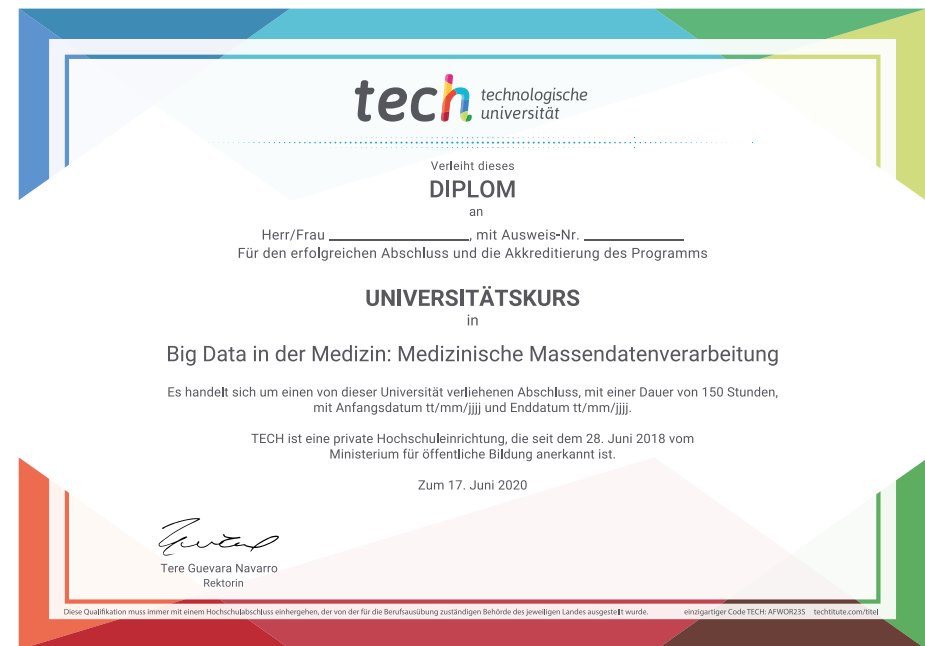 tech technologische
universität
Verleiht dieses
DIPLOM
an
Herr/Frau ____________________, mit Ausweis-Nr. ______________
Für den erfolgreichen Abschluss und die Akkreditierung des Programms
UNIVERSITÄTSKURS
in
Big Data in der Medizin: Medizinische Massendatenverarbeitung
Es handelt sich um einen von dieser Universität verliehenen Abschluss, mit einer Dauer von 150 Stunden,
mit Anfangsdatum tt/mm/jjjj und Enddatum tt/mm/jjjj.
TECH ist eine private Hochschuleinrichtung, die seit dem 28. Juni 2018 vom
Ministerium für öffentliche Bildung anerkannt ist.
Zum 17. Juni 2020
Tere Guevara Navarro
Rektorin
Diese Qualifikation muss immer mit einem Hochschulabschluss einhergehen, der von der für die Berufsausübung zuständigen Behörde des jeweiligen Landes ausgestellt wurde. einzigartiger Code TECH: AFWOR235 techtitute.com/titel